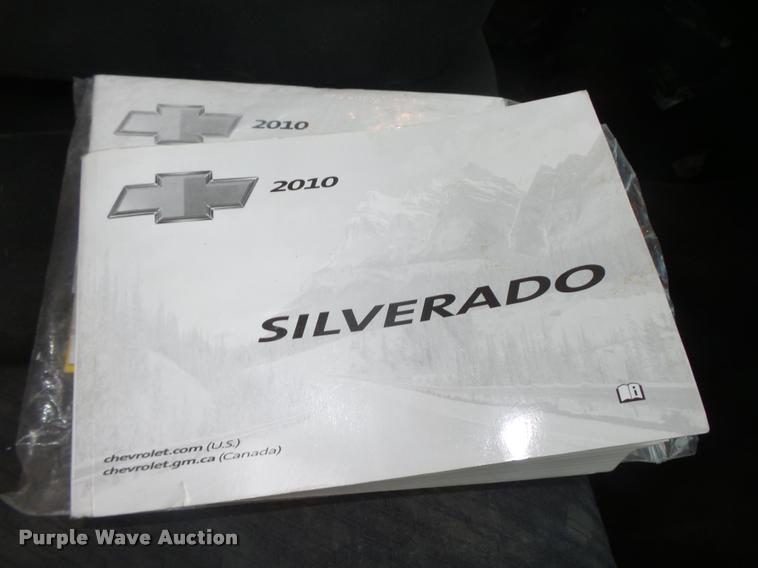 2010
2010
SILVERADO
chevrolet.com (U.S.)
chevrolet.gm.ca (Canada)
Purple Wave Auction